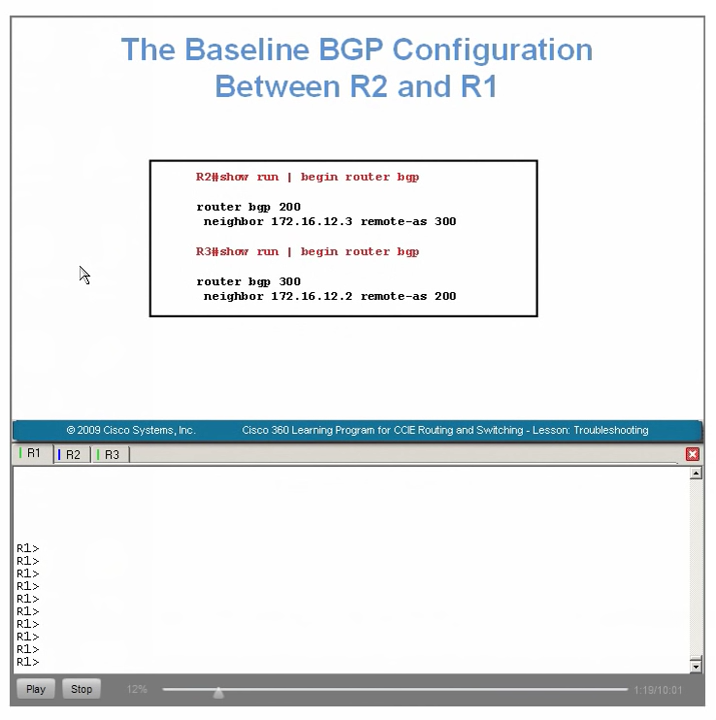 The Baseline BGP Configuration
Between R2 and R1
R2#show run | begin router bgp
router bgp 200
neighbor 172.16.12.3 remote-as 300
R3#show run | begin router bgp
router bgp 300
neighbor 172.16.12.2 remote-as 200
© 2009 Cisco Systems, Inc. Cisco 360 Learning Program for CCIE Routing and Switching - Lesson: Troubleshooting
R1 R2 R3
R1>
R1>
R1>
R1>
R1>
R1>
R1>
R1>
R1>
R1>
Play Stop 12% 1:19/10:01